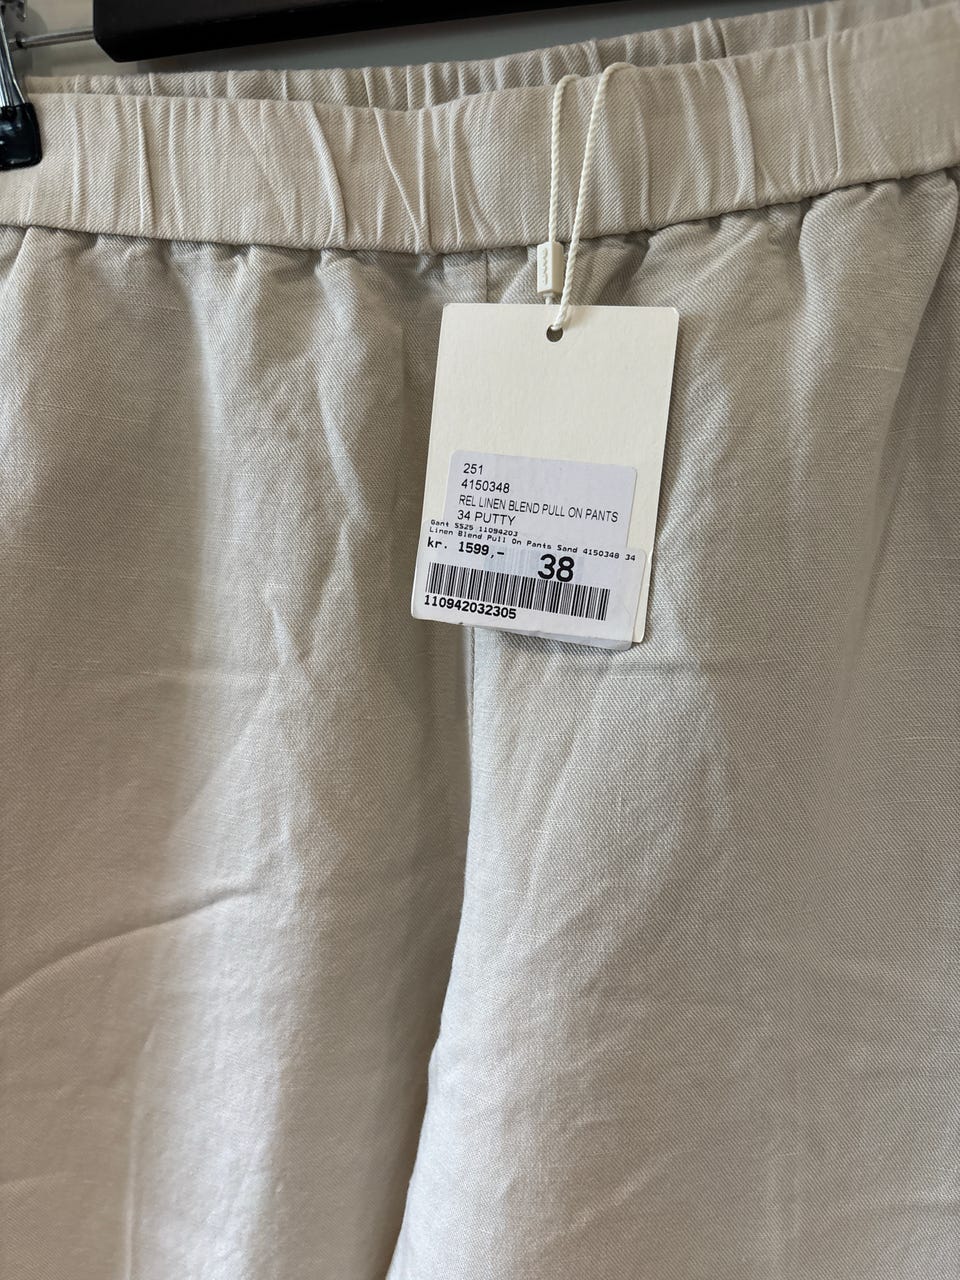 251
4150348
REL LINEN BLEND PULL ON PANTS
34 PUTTY
Gant SS25 11094203
Linen Blend Pull On Pants Sand 4150348 34
kr. 1599,- 38
110942032305